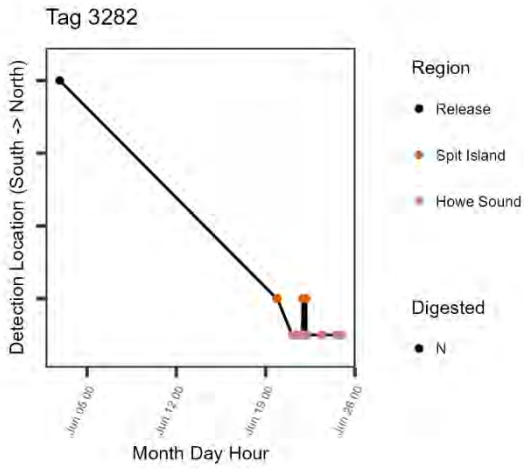 Tag 3282
Detection Location (South -> North)
Region
Release
Spit Island
Howe Sound
Digested
N
Jun 05 00
Jun 12 00
Jun 19 00
Jun 26 00
Month Day Hour